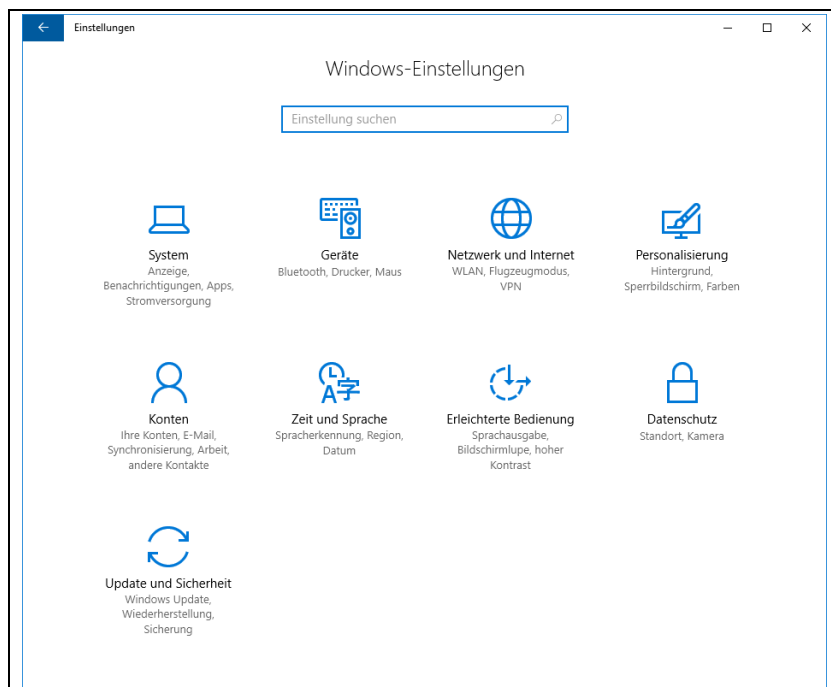 Einstellungen
Windows-Einstellungen
Einstellung suchen
System
Anzeige,
Benachrichtigungen, Apps,
Stromversorgung
Geräte
Bluetooth, Drucker, Maus
Netzwerk und Internet
WLAN, Flugzeugmodus,
VPN
Personalisierung
Hintergrund,
Sperrbildschirm, Farben
Konten
Ihre Konten, E-Mail,
Synchronisierung, Arbeit,
andere Kontakte
A字
Zeit und Sprache
Spracherkennung, Region,
Datum
Erleichterte Bedienung
Sprachausgabe,
Bildschirmlupe, hoher
Kontrast
Datenschutz
Standort, Kamera
Update und Sicherheit
Windows Update,
Wiederherstellung,
Sicherung